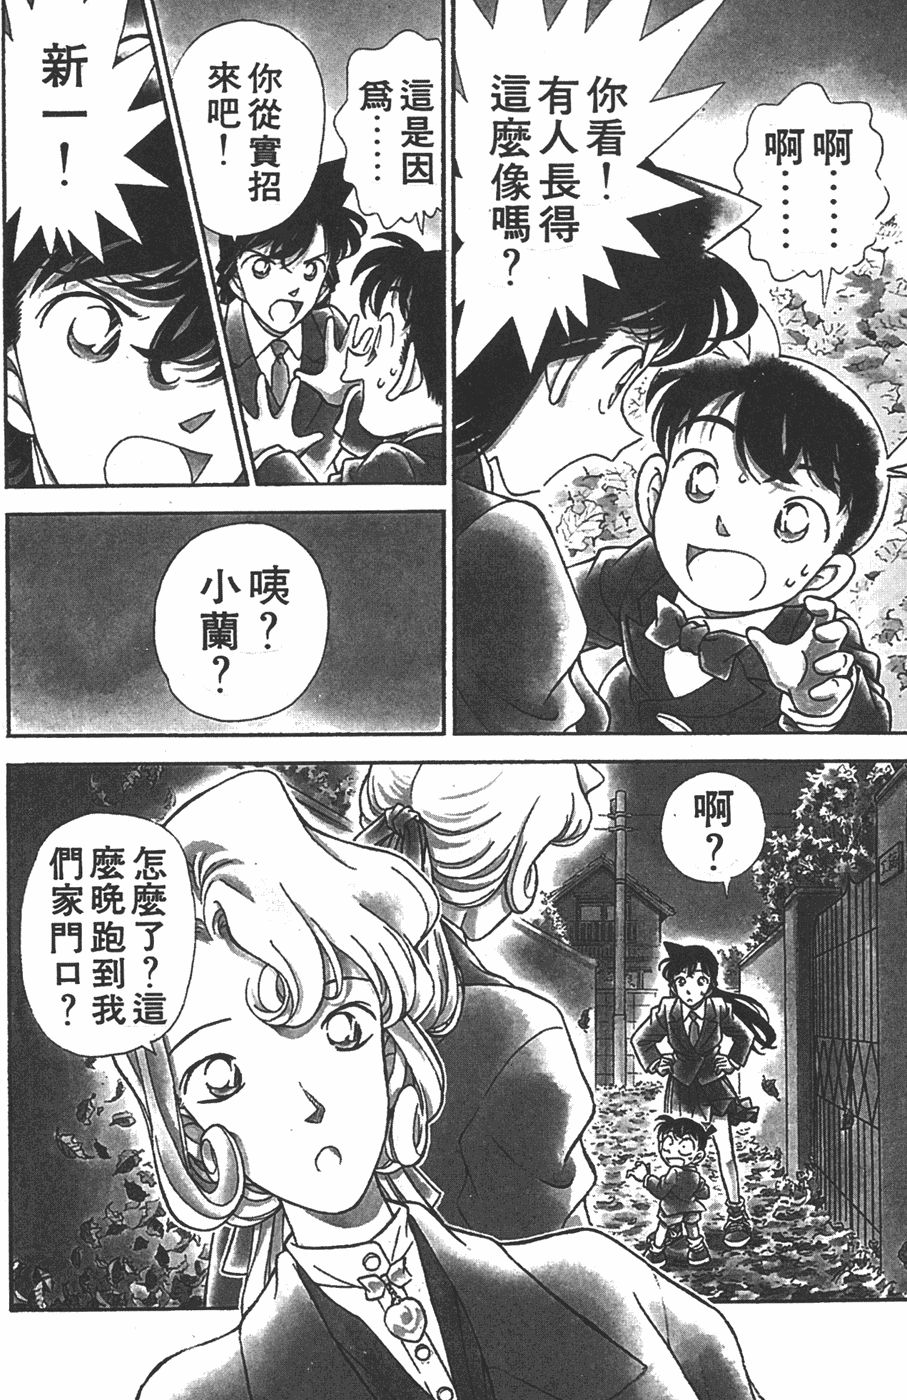 啊……
啊……
你看！
有人長得
這麼像嗎？
這是因
為……
你從實招
來吧！
新一！
咦？
小蘭？
啊？
怎麼了？這
麼晚跑到我
們家門口？